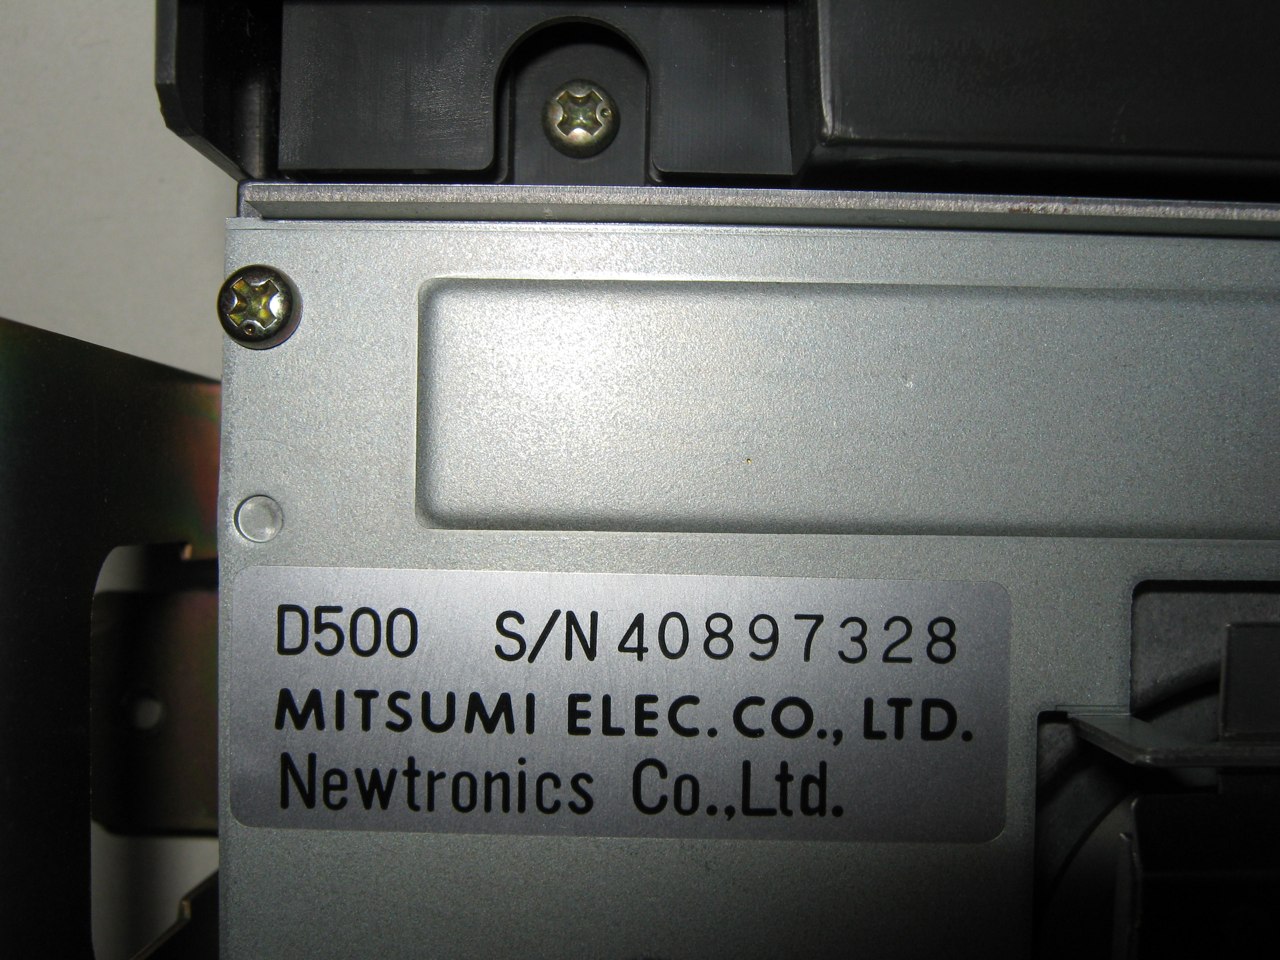 D500 S/N 40897328
MITSUMI ELEC. CO., LTD.
Newtronics Co.,Ltd.